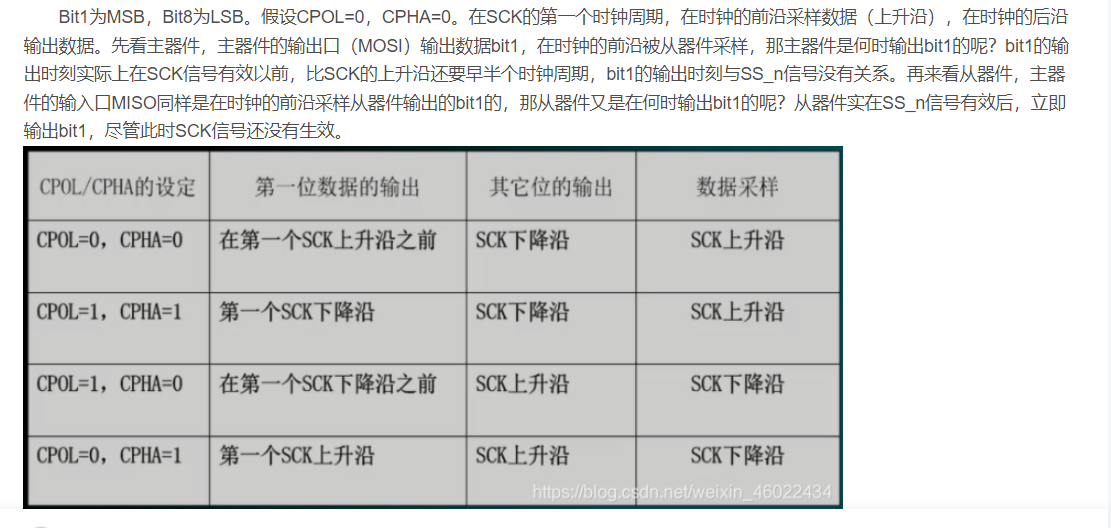 Bit1为MSB，Bit8为LSB。假设CPOL=0，CPHA=0。在SCK的第一个时钟周期，在时钟的前沿采样数据（上升沿），在时钟的后沿
输出数据。先看主器件，主器件的输出口（MOSI）输出数据bit1，在时钟的前沿被从器件采样，那主器件是何时输出bit1的呢？bit1的输
出时刻实际上在SCK信号有效以前，比SCK的上升沿还要早半个时钟周期，bit1的输出时刻与SS_n信号没有关系。再来看从器件，主器
件的输入口MISO同样是在时钟的前沿采样从器件输出的bit1的，那从器件又是在何时输出bit1的呢？从器件实在SS_n信号有效后，立即
输出bit1，尽管此时SCK信号还没有生效。
CPOL/CPHA的设定 第一位数据的输出 其它位的输出 数据采样
CPOL=0，CPHA=0 在第一个SCK上升沿之前 SCK下降沿 SCK上升沿
CPOL=1，CPHA=1 第一个SCK下降沿 SCK下降沿 SCK上升沿
CPOL=1，CPHA=0 在第一个SCK下降沿之前 SCK上升沿 SCK下降沿
CPOL=0，CPHA=1 第一个SCK上升沿 SCK上升沿 SCK下降沿
https://blog.csdn.net/weixin_46022434